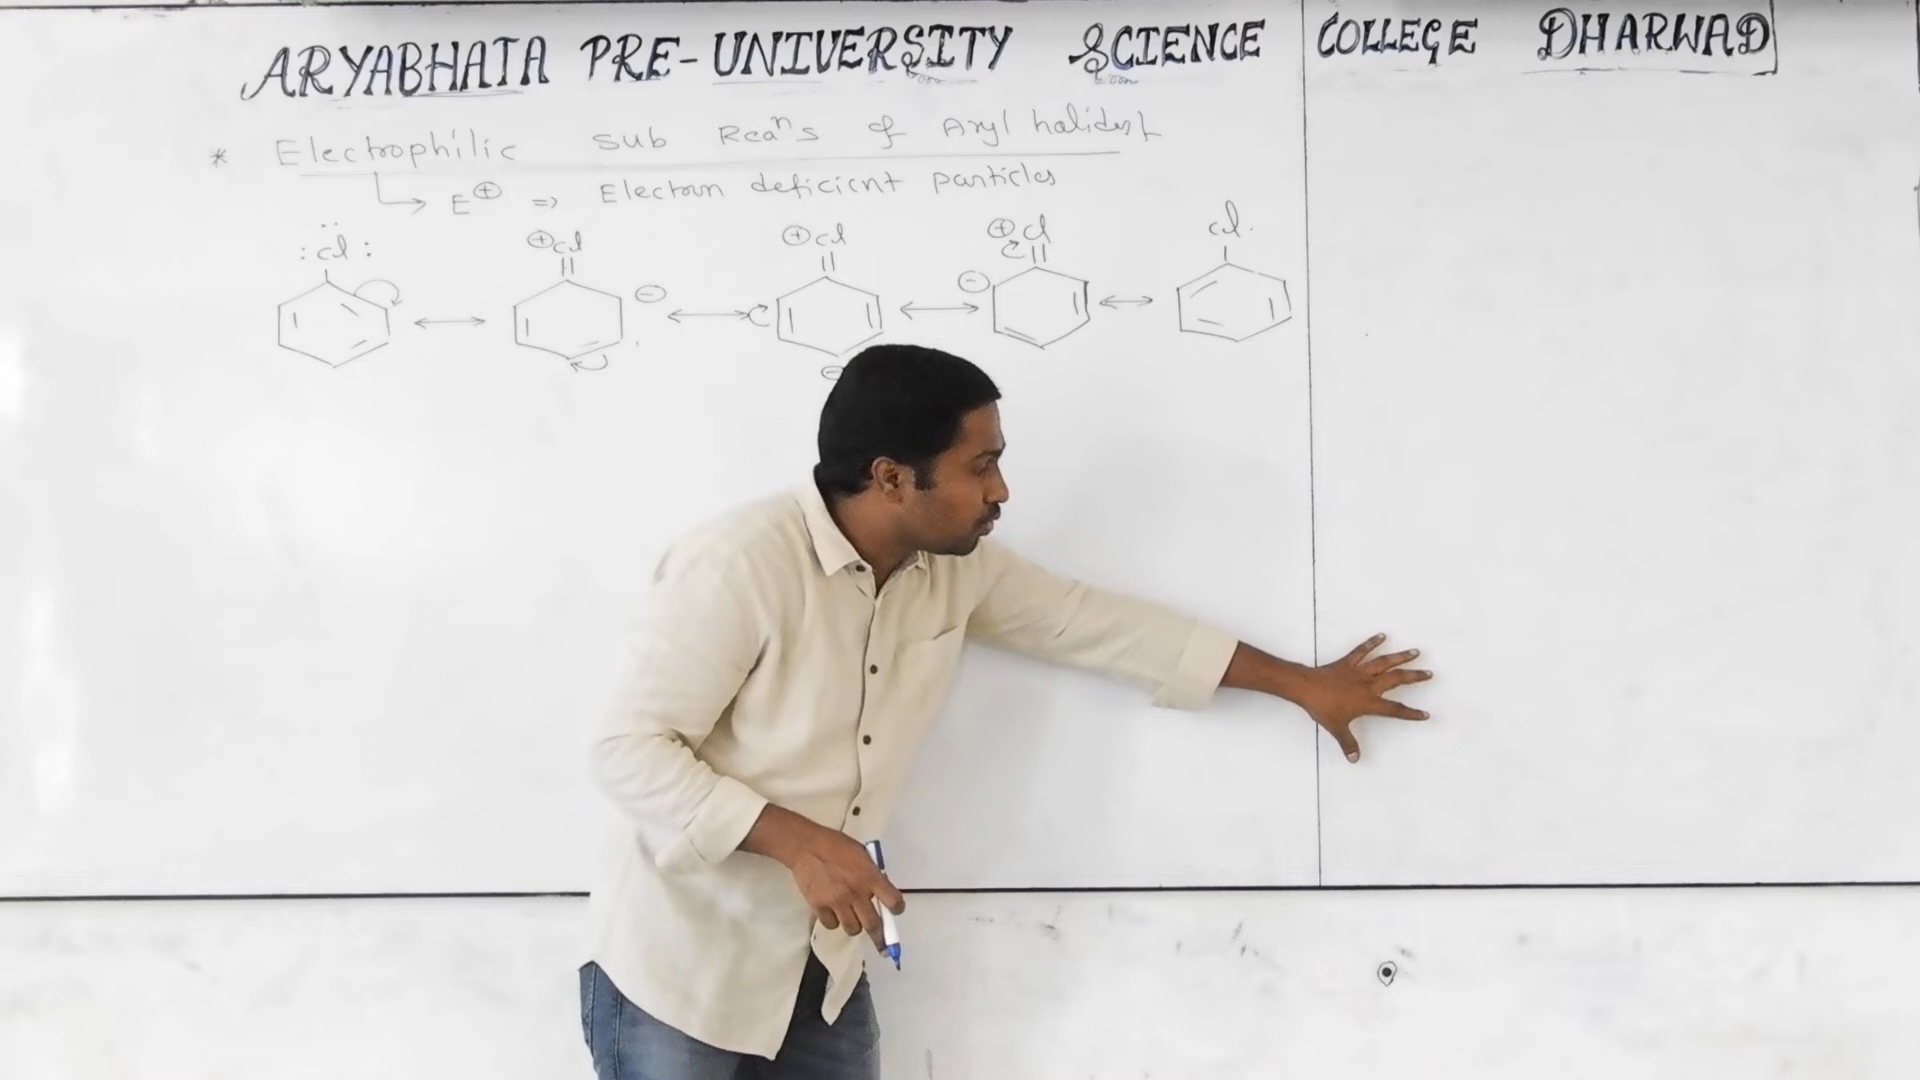 ARYABHATA PRE-UNIVERSITY SCIENCE COLLEGE DHARWAD
* Electrophilic sub Reaⁿs of Aryl halides
E⊕ => Electron deficient particles
:Cl: ⊕Cl ⊕Cl ⊕Cl Cl
⊖ ⊖
⊖